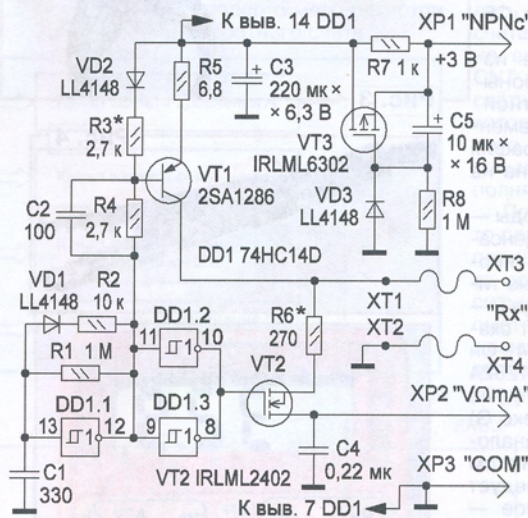 К выв. 14 DD1
XP1 "NPNc"
VD2
LL4148
R5
6,8
C3
220 мк ×
× 6,3 В
R7 1 к
+3 В
R3*
2,7 к
VT3
IRLML6302
C5
10 мк ×
× 16 В
VT1
2SA1286
C2
100
R4
2,7 к
VD3
LL4148
R8
1 М
DD1 74HC14D
XT3
VD1
LL4148
R2
10 к
R1 1 М
DD1.2
11
1
10
R6*
270
XT1
XT2
"Rx"
XT4
DD1.1
13
1
12
DD1.3
9
1
8
VT2
XP2 "VΩmA"
C1
330
VT2 IRLML2402
C4
0,22 мк
XP3 "COM"
К выв. 7 DD1